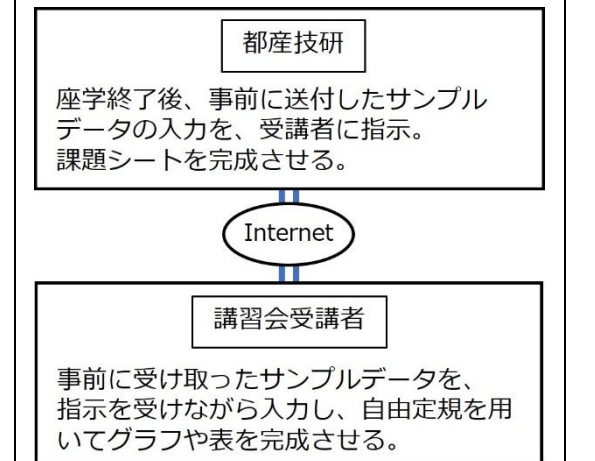 都産技研
座学終了後、事前に送付したサンプル
データの入力を、受講者に指示。
課題シートを完成させる。
Internet
講習会受講者
事前に受け取ったサンプルデータを、
指示を受けながら入力し、自由定規を用
いてグラフや表を完成させる。